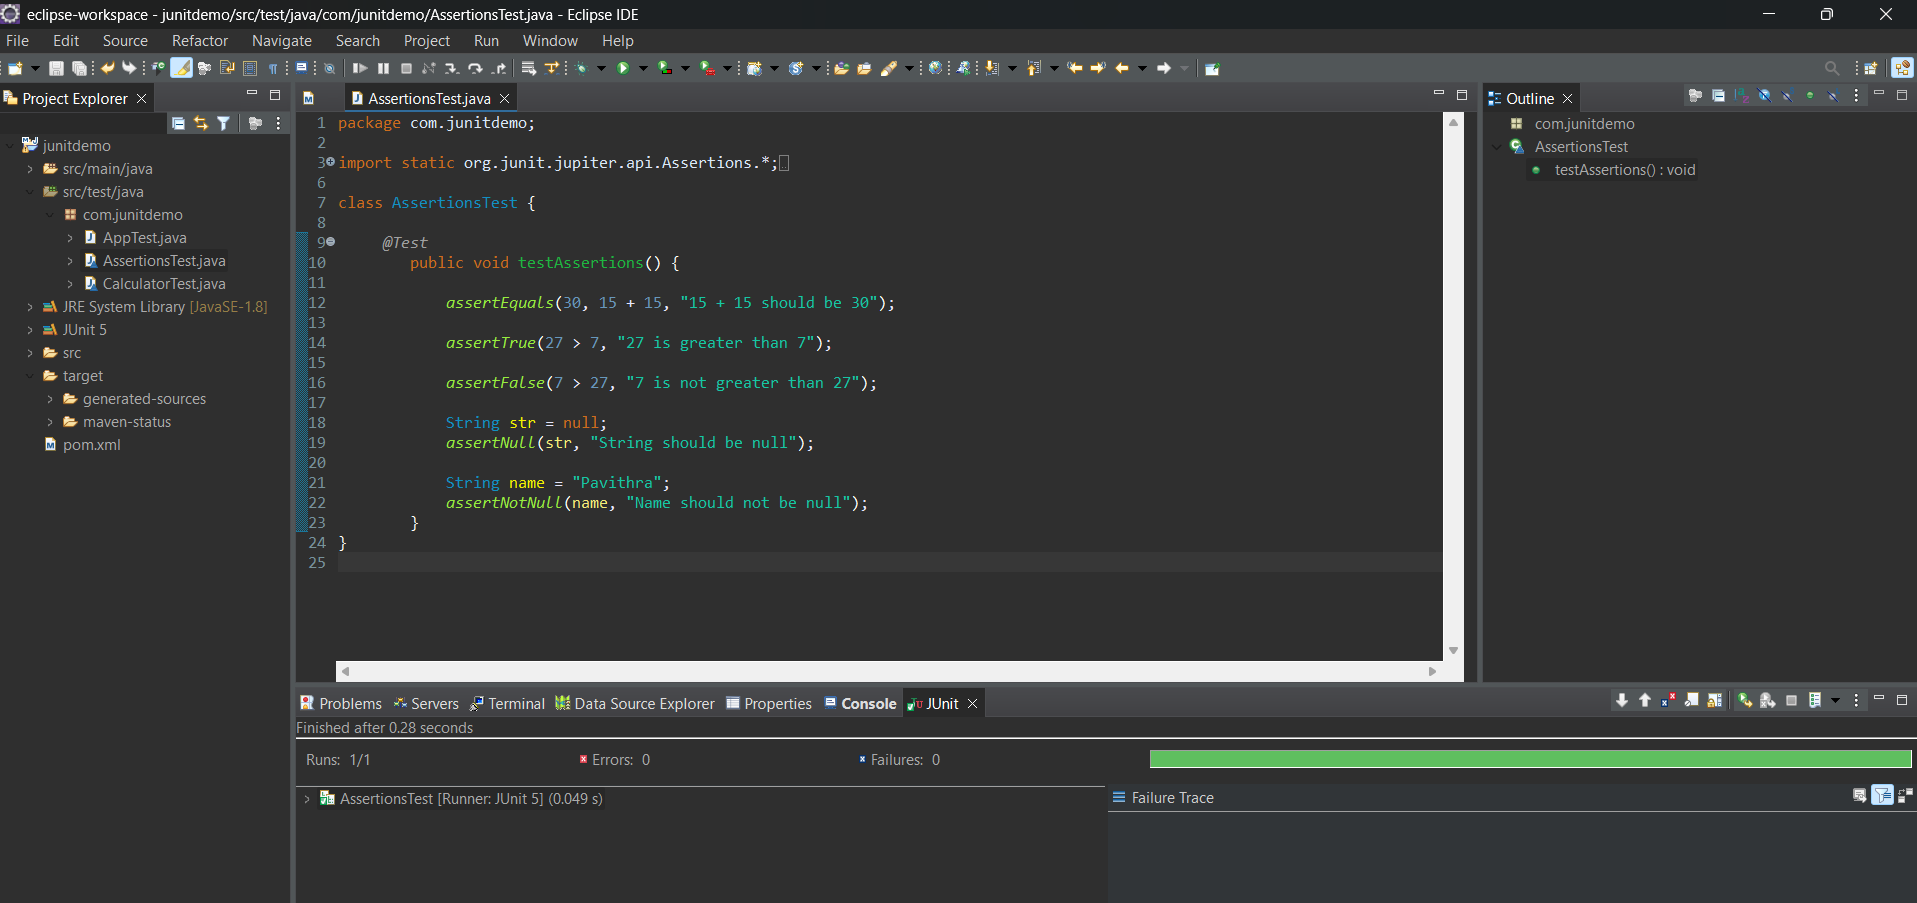 eclipse-workspace - junitdemo/src/test/java/com/junitdemo/AssertionsTest.java - Eclipse IDE
File Edit Source Refactor Navigate Search Project Run Window Help
Project Explorer
junitdemo
src/main/java
src/test/java
com.junitdemo
AppTest.java
AssertionsTest.java
CalculatorTest.java
JRE System Library [JavaSE-1.8]
JUnit 5
src
target
generated-sources
maven-status
pom.xml
AssertionsTest.java
1 package com.junitdemo;
2
3 import static org.junit.jupiter.api.Assertions.*;
6
7 class AssertionsTest {
8
9 @Test
10 public void testAssertions() {
11
12 assertEquals(30, 15 + 15, "15 + 15 should be 30");
13
14 assertTrue(27 > 7, "27 is greater than 7");
15
16 assertFalse(7 > 27, "7 is not greater than 27");
17
18 String str = null;
19 assertNull(str, "String should be null");
20
21 String name = "Pavithra";
22 assertNotNull(name, "Name should not be null");
23 }
24 }
25
Outline
com.junitdemo
AssertionsTest
testAssertions() : void
Problems Servers Terminal Data Source Explorer Properties Console JUnit
Finished after 0.28 seconds
Runs: 1/1 Errors: 0 Failures: 0
AssertionsTest [Runner: JUnit 5] (0.049 s)
Failure Trace